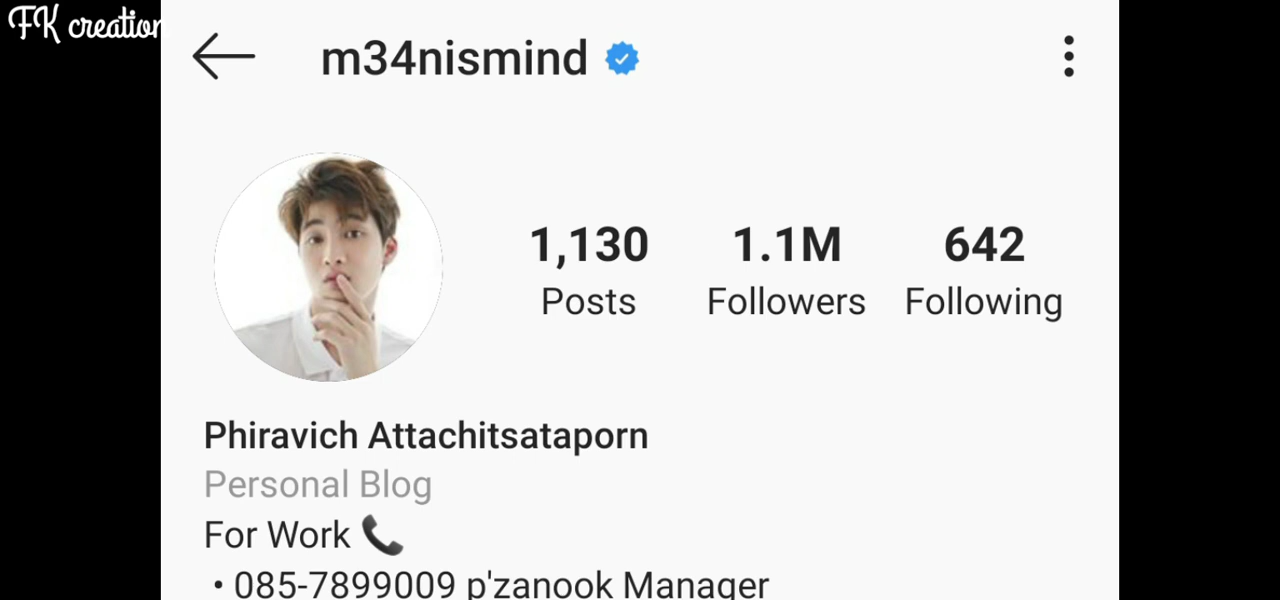 FK creation
m34nismind
1,130 1.1M 642
Posts Followers Following
Phiravich Attachitsataporn
Personal Blog
For Work 📞
• 085-7899009 p'zanook Manager